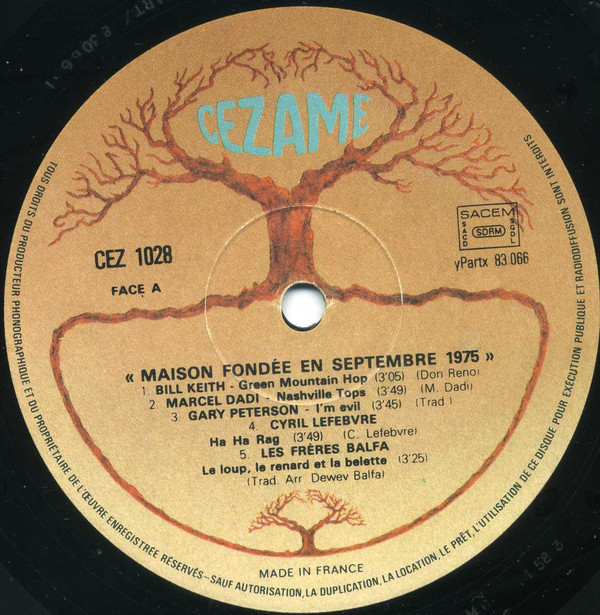 CEZAME
CEZ 1028
FACE A
SACEM
SACD
SDRM
SGDL
yPartx 83.066
« MAISON FONDÉE EN SEPTEMBRE 1975 »
1. BILL KEITH - Green Mountain Hop (3'05) (Don Reno)
2. MARCEL DADI - Nashville Tops (3'49) (M. Dadi)
3. GARY PETERSON - I'm evil (3'45) (Trad )
4. CYRIL LEFEBVRE
Ha Ha Rag (3'49) (C. Lefebvre)
5. LES FRÈRES BALFA
Le loup, le renard et la belette (3'25)
(Trad. Arr Dewev Balfa)
MADE IN FRANCE
TOUS DROITS DU PRODUCTEUR PHONOGRAPHIQUE ET DU PROPRIÉTAIRE DE L'ŒUVRE ENREGISTRÉE RÉSERVÉS-SAUF AUTORISATION, LA DUPLICATION, LA LOCATION, LE PRÊT, L'UTILISATION DE CE DISQUE POUR EXÉCUTION PUBLIQUE ET RADIODIFFUSION SONT INTERDITS